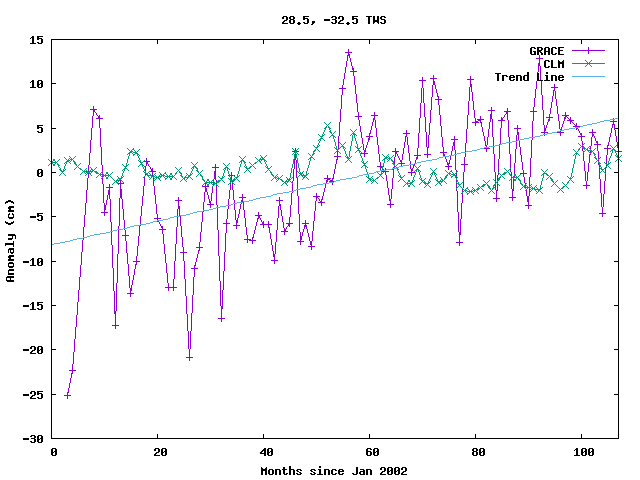 28.5, -32.5 TWS
GRACE
CLM
Trend Line
15
10
5
0
-5
-10
-15
-20
-25
-30
Anomaly (cm)
0 20 40 60 80 100
Months since Jan 2002